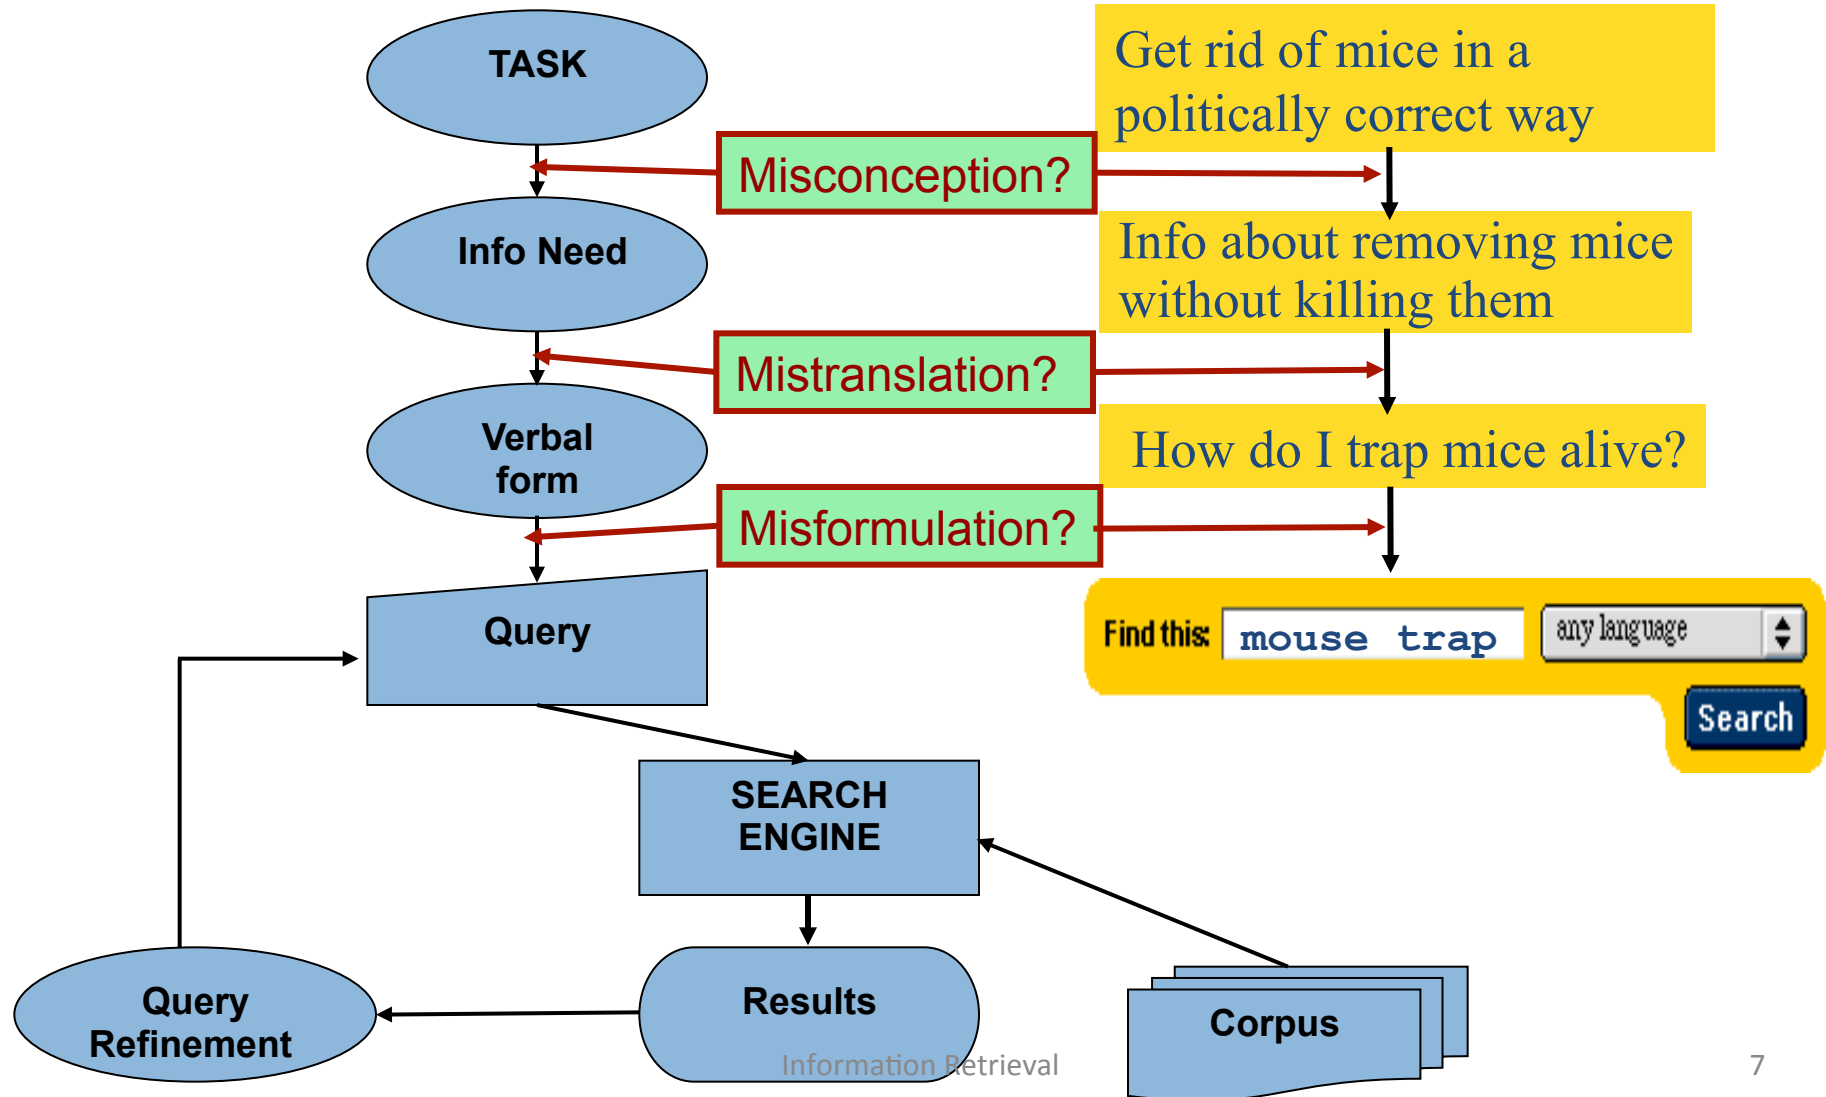 TASK
Get rid of mice in a
politically correct way
Misconception?
Info Need
Info about removing mice
without killing them
Mistranslation?
Verbal
form
How do I trap mice alive?
Misformulation?
Query
Find this: mouse trap any language
Search
SEARCH
ENGINE
Query
Refinement
Results
Corpus
Information Retrieval
7